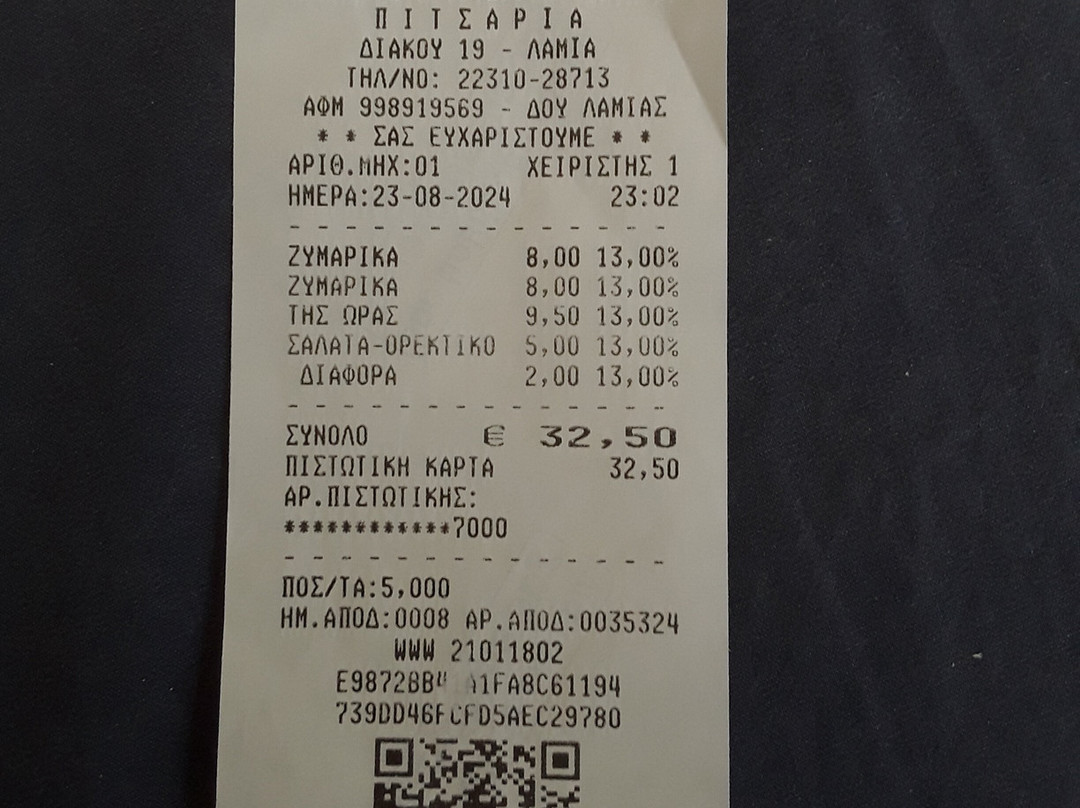 ΠΙΤΣΑΡΙΑ
ΔΙΑΚΟΥ 19 - ΛΑΜΙΑ
ΤΗΛ/ΝΟ: 22310-28713
ΑΦΜ 998919569 - ΔΟΥ ΛΑΜΙΑΣ
* * ΣΑΣ ΕΥΧΑΡΙΣΤΟΥΜΕ * *
ΑΡΙΘ.ΜΗΧ:01 ΧΕΙΡΙΣΤΗΣ 1
ΗΜΕΡΑ:23-08-2024 23:02
ΖΥΜΑΡΙΚΑ 8,00 13,00%
ΖΥΜΑΡΙΚΑ 8,00 13,00%
ΤΗΣ ΩΡΑΣ 9,50 13,00%
ΣΑΛΑΤΑ-ΟΡΕΚΤΙΚΟ 5,00 13,00%
ΔΙΑΦΟΡΑ 2,00 13,00%
ΣΥΝΟΛΟ € 32,50
ΠΙΣΤΩΤΙΚΗ ΚΑΡΤΑ 32,50
ΑΡ.ΠΙΣΤΩΤΙΚΗΣ:
************7000
ΠΟΣ/ΤΑ:5,000
ΗΜ.ΑΠΟΔ:0008 ΑΡ.ΑΠΟΔ:0035324
WWW 21011802